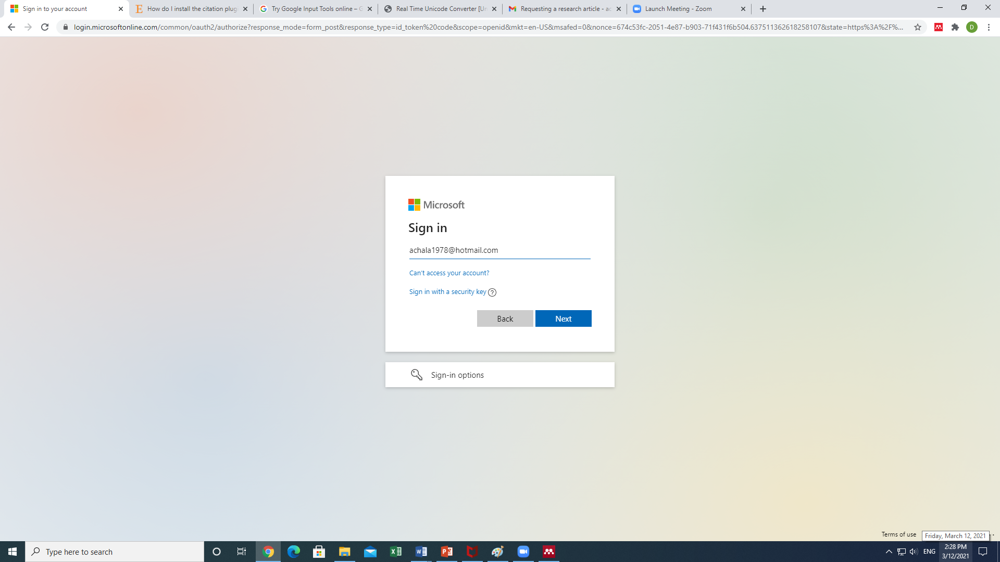 Sign in to your account
How do I install the citation plug
Try Google Input Tools online – G
Real Time Unicode Converter [Un
Requesting a research article - ac
Launch Meeting - Zoom
login.microsoftonline.com/common/oauth2/authorize?response_mode=form_post&response_type=id_token%20code&scope=openid&mkt=en-US&msafed=0&nonce=674c53fc-2051-4e87-b903-71f431f6b504.637511362618258107&state=https%3A%2F%...
D
Microsoft
Sign in
achala1978@hotmail.com
Can't access your account?
Sign in with a security key
Back
Next
Sign-in options
Terms of use
Friday, March 12, 2021
Type here to search
ENG
2:28 PM
3/12/2021